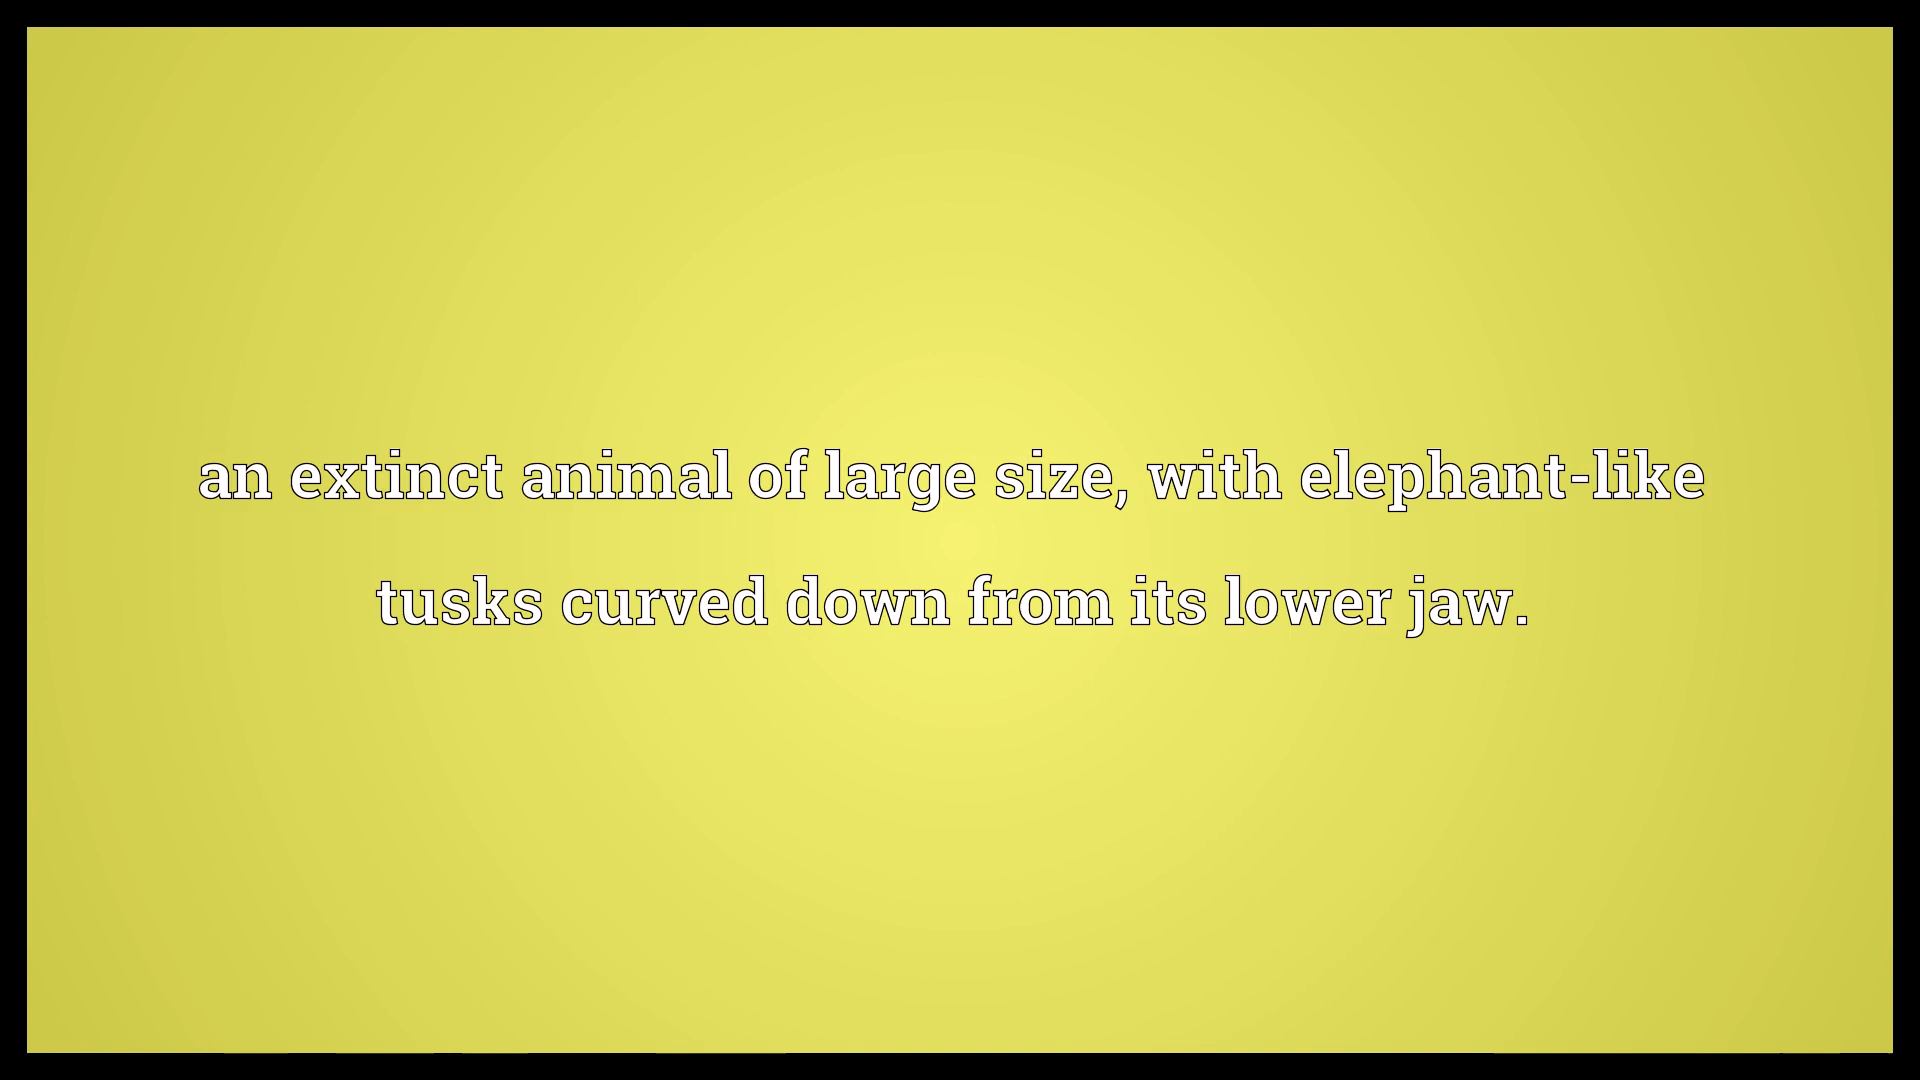 an extinct animal of large size, with elephant-like
tusks curved down from its lower jaw.